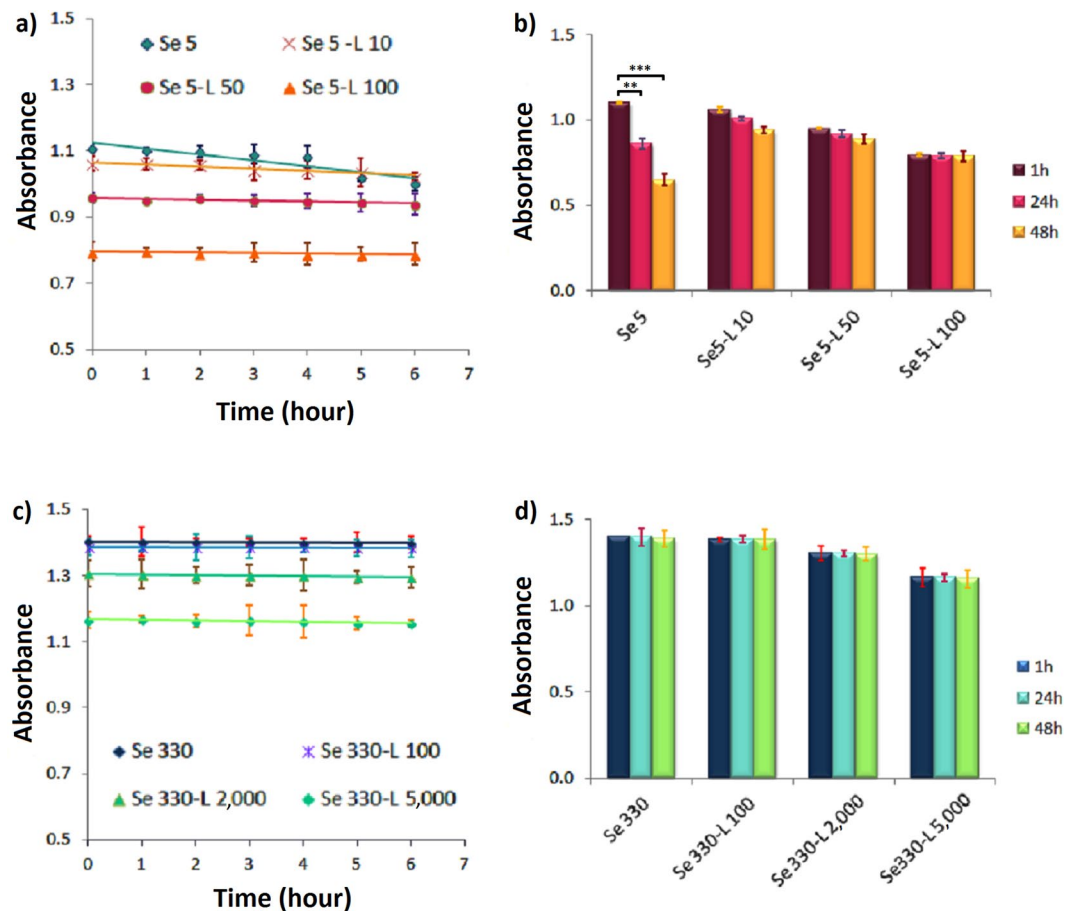 a)
1.5
1.3
1.1
0.9
0.7
0.5
Absorbance
Se 5
Se 5 -L 10
Se 5-L 50
Se 5-L 100
0 1 2 3 4 5 6 7
Time (hour)
b)
1.5
1.0
0.5
0.0
Absorbance
***
**
1h
24h
48h
Se 5
Se5-L 10
Se 5-L 50
Se 5-L 100
c)
1.5
1.3
1.1
0.9
0.7
0.5
Absorbance
Se 330
Se 330-L 100
Se 330-L 2,000
Se 330-L 5,000
0 1 2 3 4 5 6 7
Time (hour)
d)
1.5
1.0
0.5
0.0
Absorbance
1h
24h
48h
Se 330
Se 330-L 100
Se 330-L 2,000
Se330-L 5,000